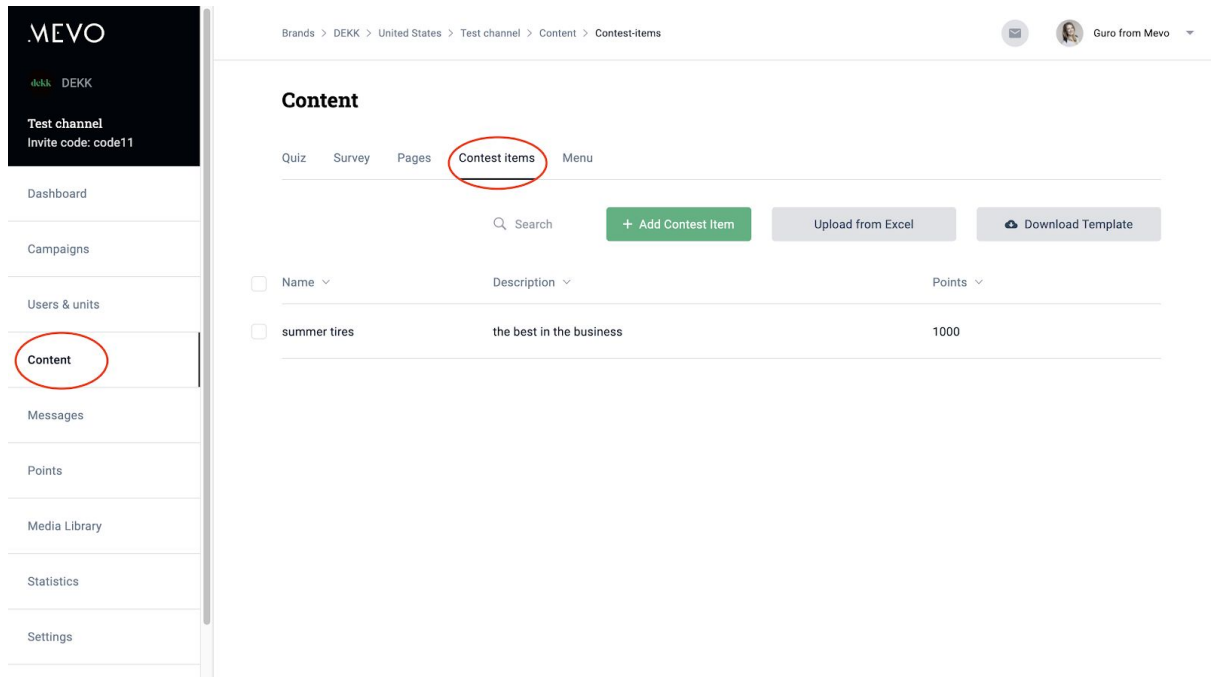 MEVO
Brands > DEKK > United States > Test channel > Content > Contest-items
Guro from Mevo
dekk DEKK
Test channel
Invite code: code11
Dashboard
Campaigns
Users & units
Content
Messages
Points
Media Library
Statistics
Settings
Content
Quiz Survey Pages Contest items Menu
Search + Add Contest Item Upload from Excel Download Template
Name Description Points
summer tires the best in the business 1000